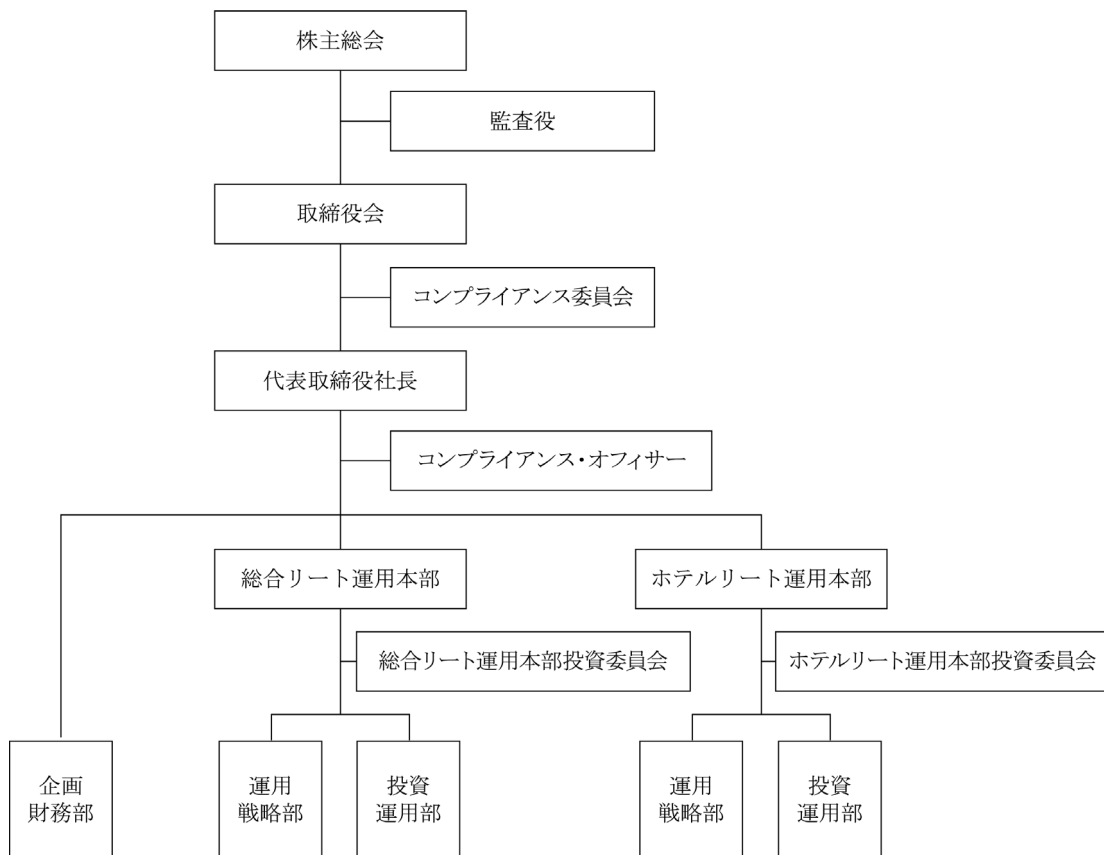 株主総会
監査役
取締役会
コンプライアンス委員会
代表取締役社長
コンプライアンス・オフィサー
総合リート運用本部
ホテルリート運用本部
総合リート運用本部投資委員会
ホテルリート運用本部投資委員会
企画
財務部
運用
戦略部
投資
運用部
運用
戦略部
投資
運用部